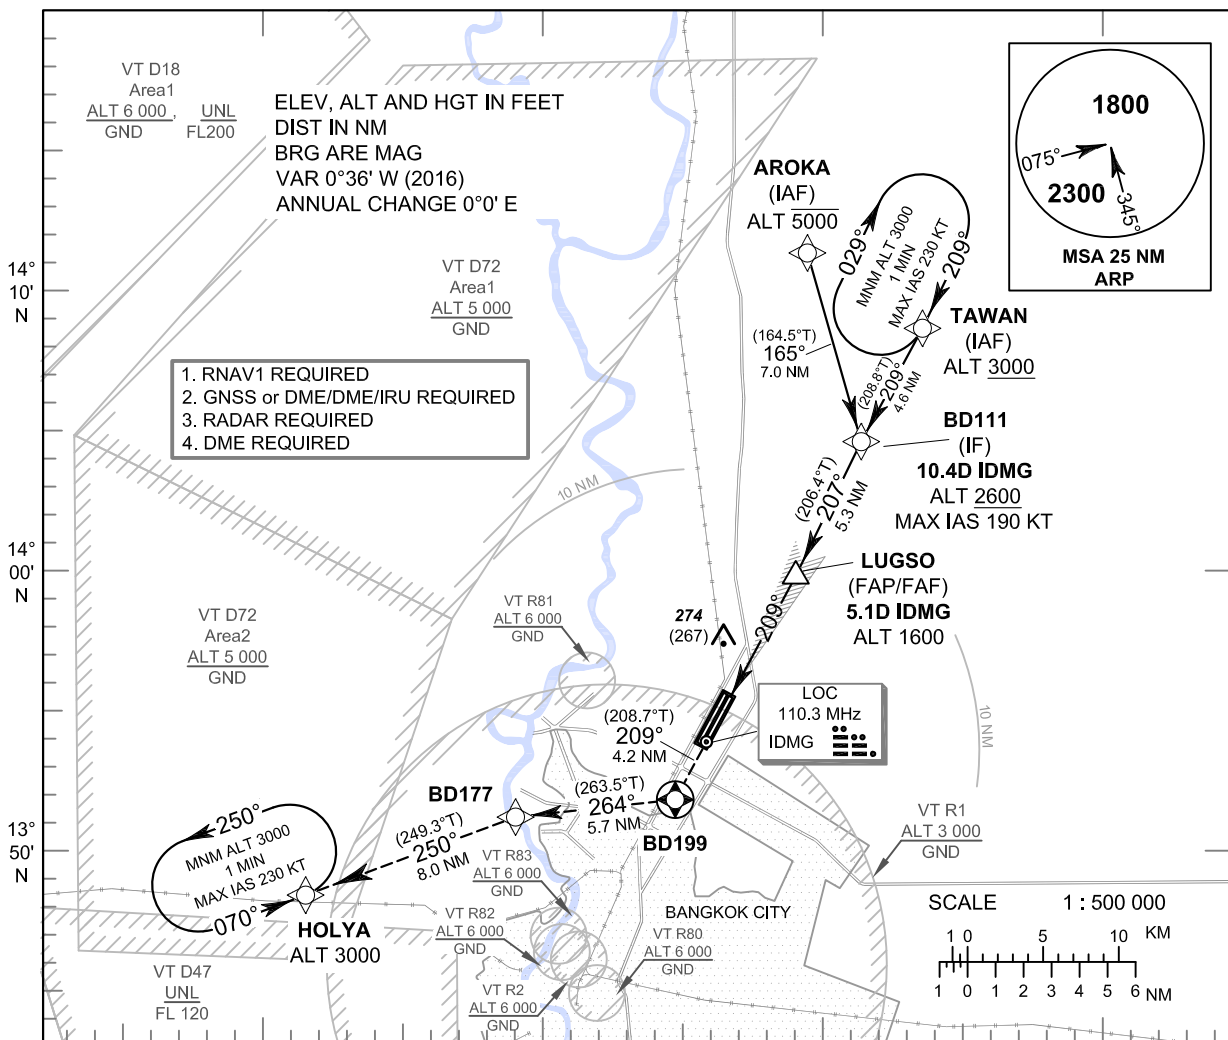 VT D18
Area1
ALT 6 000 , UNL
GND FL200
ELEV, ALT AND HGT IN FEET
DIST IN NM
BRG ARE MAG
VAR 0°36' W (2016)
ANNUAL CHANGE 0°0' E
AROKA
(IAF)
ALT 5000
029°
MNM ALT 3000
1 MIN
MAX IAS 230 KT
209°
1800
075°
2300
345°
MSA 25 NM
ARP
14°
10'
N
VT D72
Area1
ALT 5 000
GND
TAWAN
(IAF)
ALT 3000
(164.5°T)
165°
7.0 NM
(208.8°T)
209°
4.6 NM
1. RNAV1 REQUIRED
2. GNSS or DME/DME/IRU REQUIRED
3. RADAR REQUIRED
4. DME REQUIRED
BD111
(IF)
10.4D IDMG
ALT 2600
MAX IAS 190 KT
10 NM
(206.4°T)
207°
5.3 NM
14°
00'
N
LUGSO
(FAP/FAF)
5.1D IDMG
ALT 1600
VT D72
Area2
ALT 5 000
GND
VT R81
ALT 6 000
GND
274
(267)
209°
10 NM
LOC
110.3 MHz
IDMG
(208.7°T)
209°
4.2 NM
BD177
(263.5°T)
264°
5.7 NM
BD199
VT R1
ALT 3 000
GND
13°
50'
N
250°
MNM ALT 3000
1 MIN
MAX IAS 230 KT
070°
(249.3°T)
250°
8.0 NM
HOLYA
ALT 3000
VT R83
ALT 6 000
GND
VT R82
ALT 6 000
GND
BANGKOK CITY
VT R80
ALT 6 000
GND
VT R2
ALT 6 000
GND
VT D47
UNL
FL 120
SCALE 1 : 500 000
1 0 5 10 KM
1 0 1 2 3 4 5 6 NM